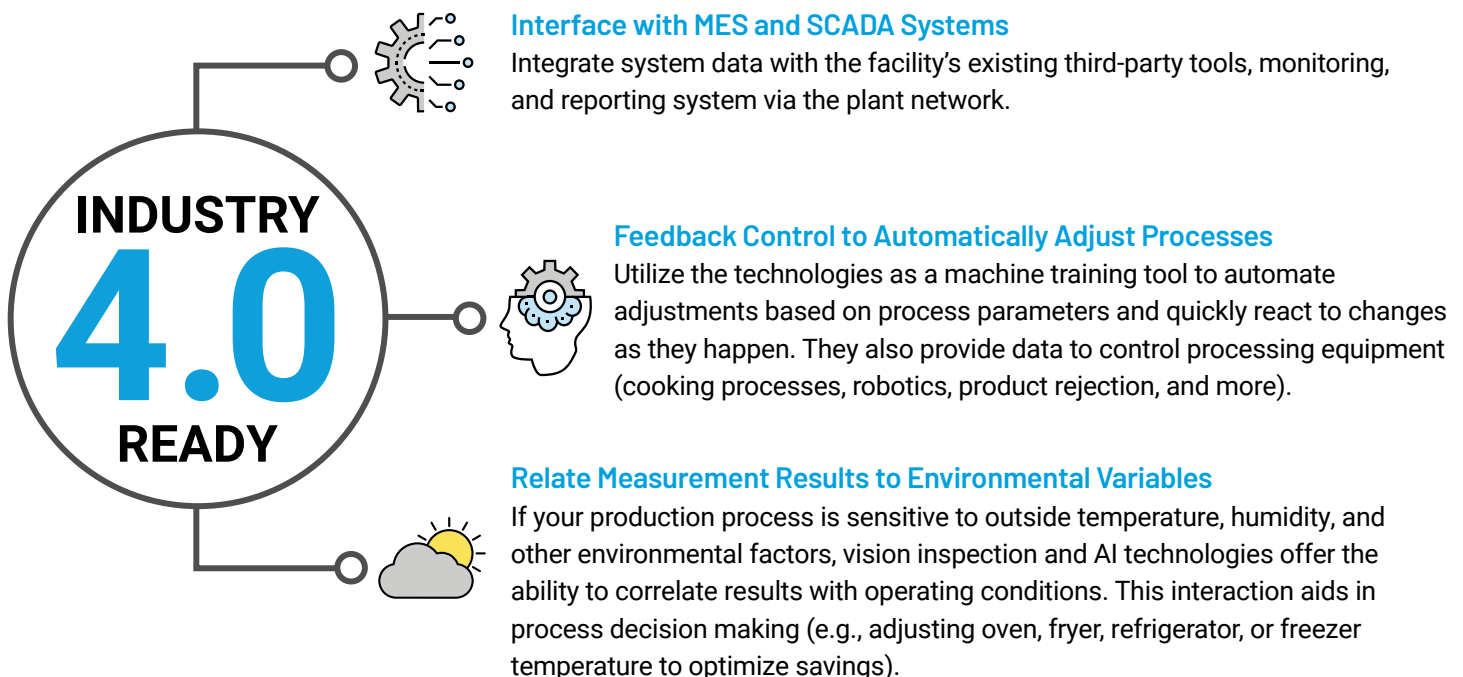 INDUSTRY
4.0
READY
Interface with MES and SCADA Systems
Integrate system data with the facility’s existing third-party tools, monitoring,
and reporting system via the plant network.
Feedback Control to Automatically Adjust Processes
Utilize the technologies as a machine training tool to automate
adjustments based on process parameters and quickly react to changes
as they happen. They also provide data to control processing equipment
(cooking processes, robotics, product rejection, and more).
Relate Measurement Results to Environmental Variables
If your production process is sensitive to outside temperature, humidity, and
other environmental factors, vision inspection and AI technologies offer the
ability to correlate results with operating conditions. This interaction aids in
process decision making (e.g., adjusting oven, fryer, refrigerator, or freezer
temperature to optimize savings).